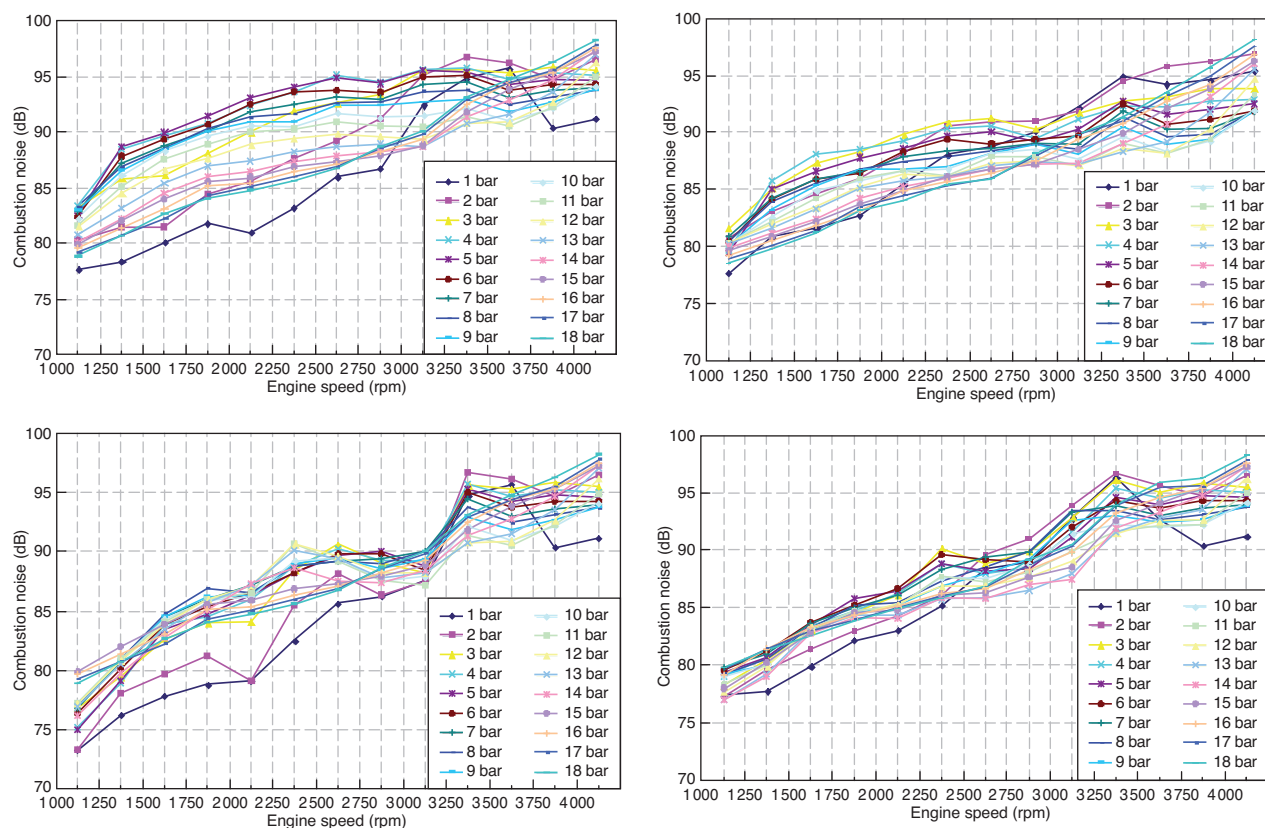 100
95
90
85
80
75
70
Combustion noise (dB)
1000 1250 1500 1750 2000 2250 2500 2750 3000 3250 3500 3750 4000
Engine speed (rpm)
1 bar 10 bar
2 bar 11 bar
3 bar 12 bar
4 bar 13 bar
5 bar 14 bar
6 bar 15 bar
7 bar 16 bar
8 bar 17 bar
9 bar 18 bar
100
95
90
85
80
75
70
Combustion noise (dB)
1000 1250 1500 1750 2000 2250 2500 2750 3000 3250 3500 3750 4000
Engine speed (rpm)
1 bar 10 bar
2 bar 11 bar
3 bar 12 bar
4 bar 13 bar
5 bar 14 bar
6 bar 15 bar
7 bar 16 bar
8 bar 17 bar
9 bar 18 bar
100
95
90
85
80
75
70
Combustion noise (dB)
1000 1250 1500 1750 2000 2250 2500 2750 3000 3250 3500 3750 4000
Engine speed (rpm)
1 bar 10 bar
2 bar 11 bar
3 bar 12 bar
4 bar 13 bar
5 bar 14 bar
6 bar 15 bar
7 bar 16 bar
8 bar 17 bar
9 bar 18 bar
100
95
90
85
80
75
70
Combustion noise (dB)
1000 1250 1500 1750 2000 2250 2500 2750 3000 3250 3500 3750 4000
Engine speed (rpm)
1 bar 10 bar
2 bar 11 bar
3 bar 12 bar
4 bar 13 bar
5 bar 14 bar
6 bar 15 bar
7 bar 16 bar
8 bar 17 bar
9 bar 18 bar